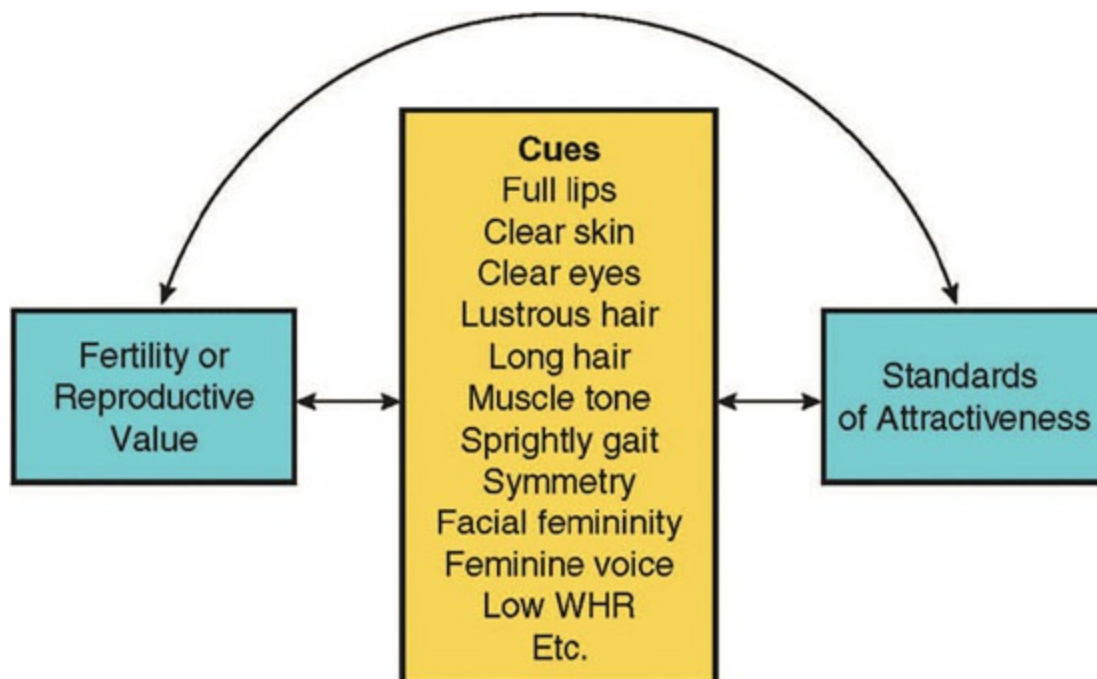 Cues
Full lips
Clear skin
Clear eyes
Lustrous hair
Long hair
Muscle tone
Sprightly gait
Symmetry
Facial femininity
Feminine voice
Low WHR
Etc.
Fertility or
Reproductive
Value
Standards
of Attractiveness